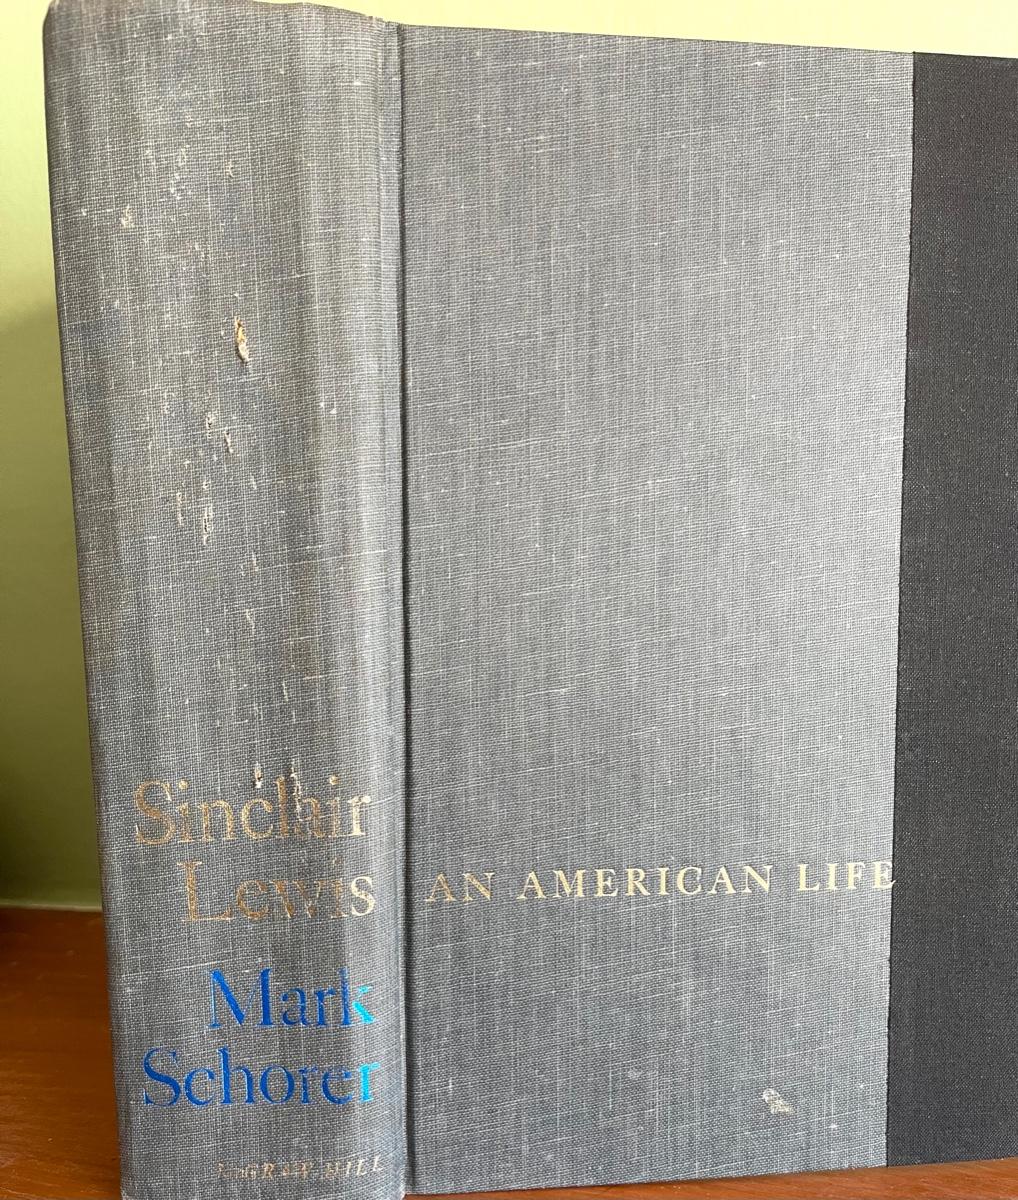 Sinclair
Lewis
AN AMERICAN LIFE
Mark
Schorer
McGRAW-HILL